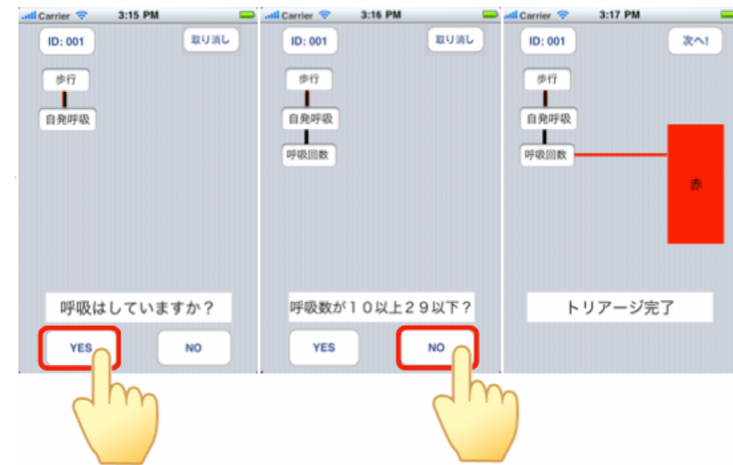 Carrier 3:15 PM
ID: 001 取り消し
歩行
自発呼吸
呼吸はしていますか？
YES NO
Carrier 3:16 PM
ID: 001 取り消し
歩行
自発呼吸
呼吸回数
呼吸数が１０以上２９以下？
YES NO
Carrier 3:17 PM
ID: 001 次へ!
歩行
自発呼吸
呼吸回数
赤
トリアージ完了